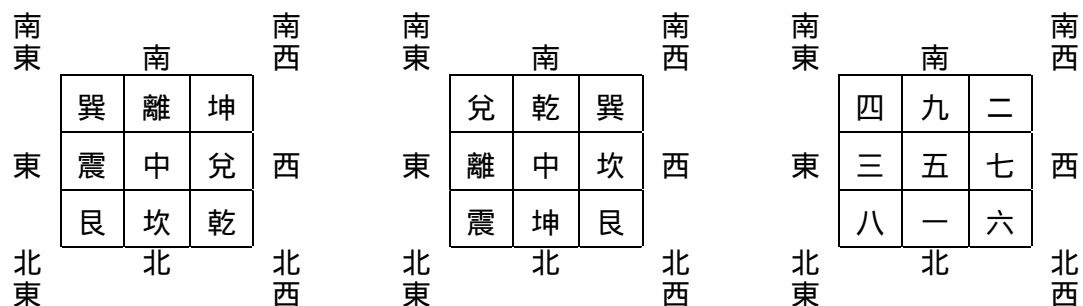 南東 南 南西
巽 離 坤
東 震 中 兌 西
艮 坎 乾
北東 北 北西
南東 南 南西
兌 乾 巽
東 離 中 坎 西
震 坤 艮
北東 北 北西
南東 南 南西
四 九 二
東 三 五 七 西
八 一 六
北東 北 北西